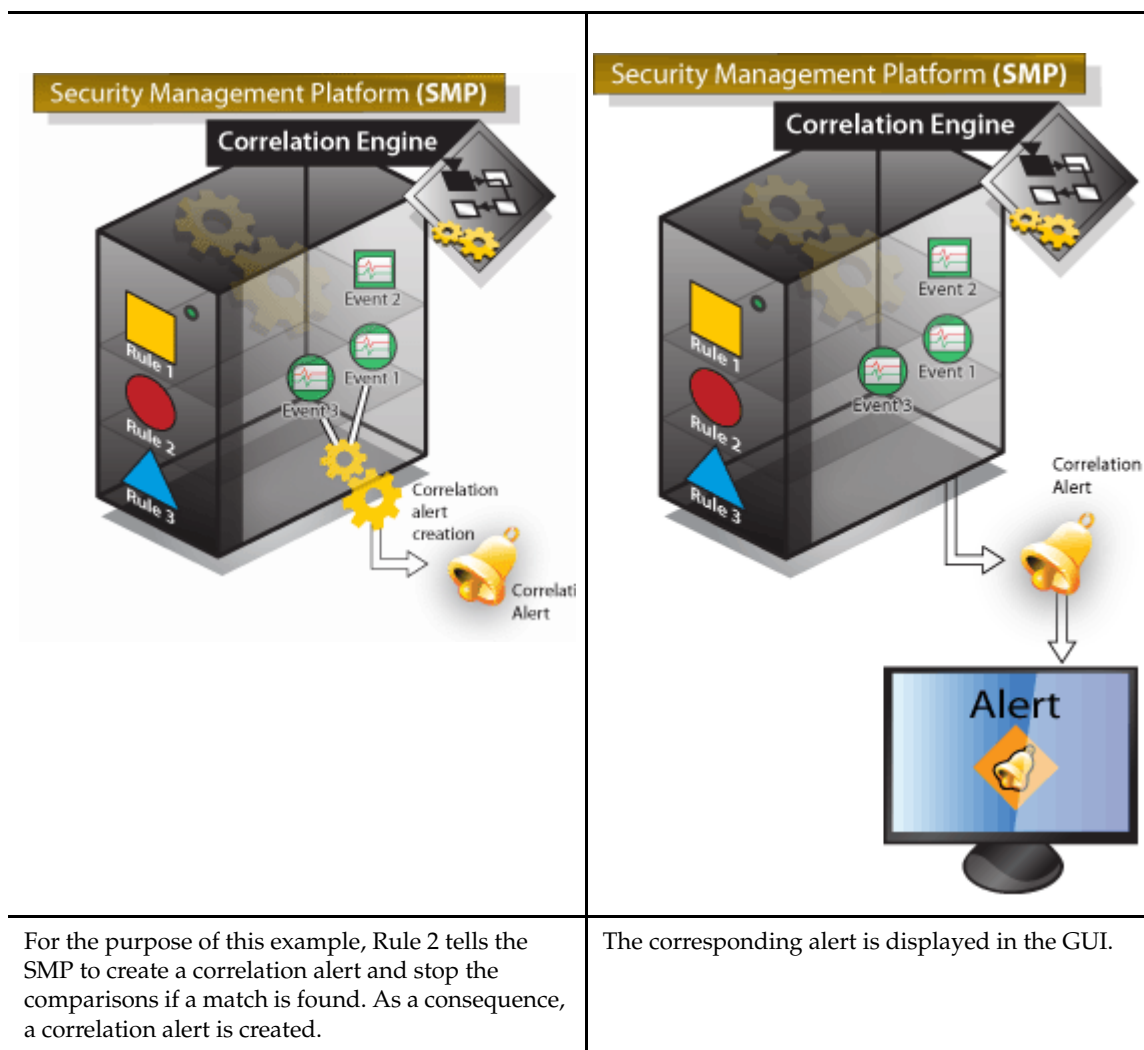 Security Management Platform (SMP)
Correlation Engine
Event 2
Event 1
Event 3
Rule 1
Rule 2
Rule 3
Correlation
alert
creation
Correlati
Alert
Security Management Platform (SMP)
Correlation Engine
Event 2
Event 1
Event 3
Rule 1
Rule 2
Rule 3
Correlation
Alert
Alert
For the purpose of this example, Rule 2 tells the
SMP to create a correlation alert and stop the
comparisons if a match is found. As a consequence,
a correlation alert is created.
The corresponding alert is displayed in the GUI.